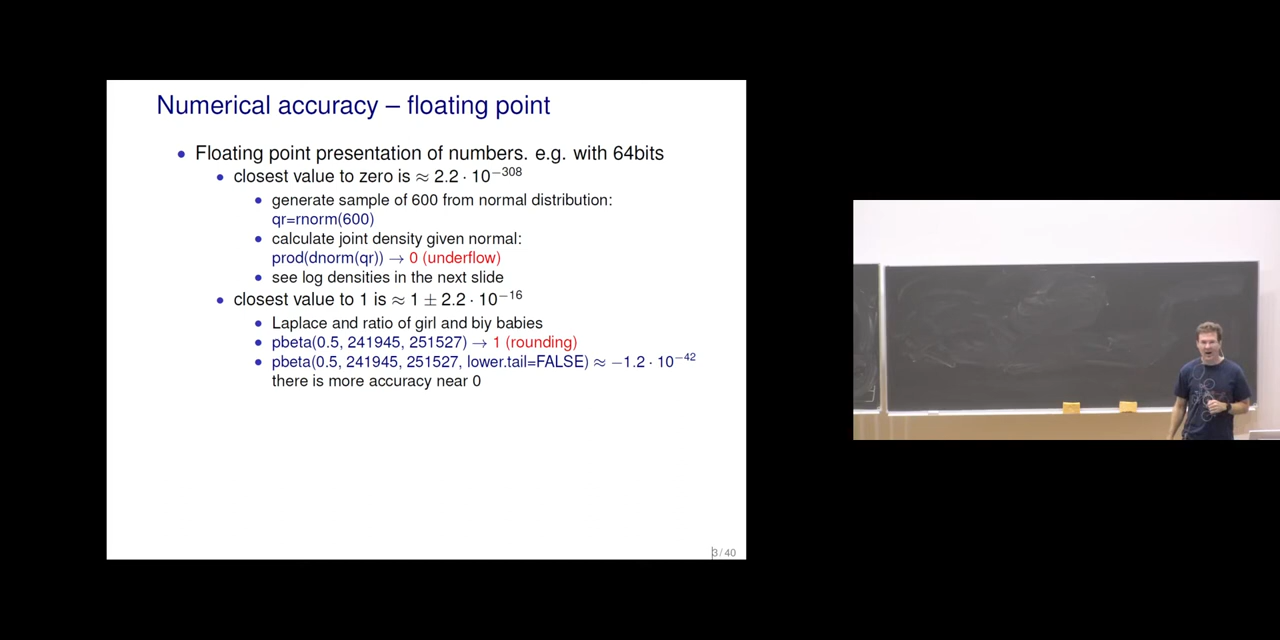 Numerical accuracy – floating point
• Floating point presentation of numbers. e.g. with 64bits
• closest value to zero is ≈ 2.2 · 10⁻³⁰⁸
• generate sample of 600 from normal distribution:
qr=rnorm(600)
• calculate joint density given normal:
prod(dnorm(qr)) → 0 (underflow)
• see log densities in the next slide
• closest value to 1 is ≈ 1 ± 2.2 · 10⁻¹⁶
• Laplace and ratio of girl and biy babies
• pbeta(0.5, 241945, 251527) → 1 (rounding)
• pbeta(0.5, 241945, 251527, lower.tail=FALSE) ≈ −1.2 · 10⁻⁴²
there is more accuracy near 0
3 / 40